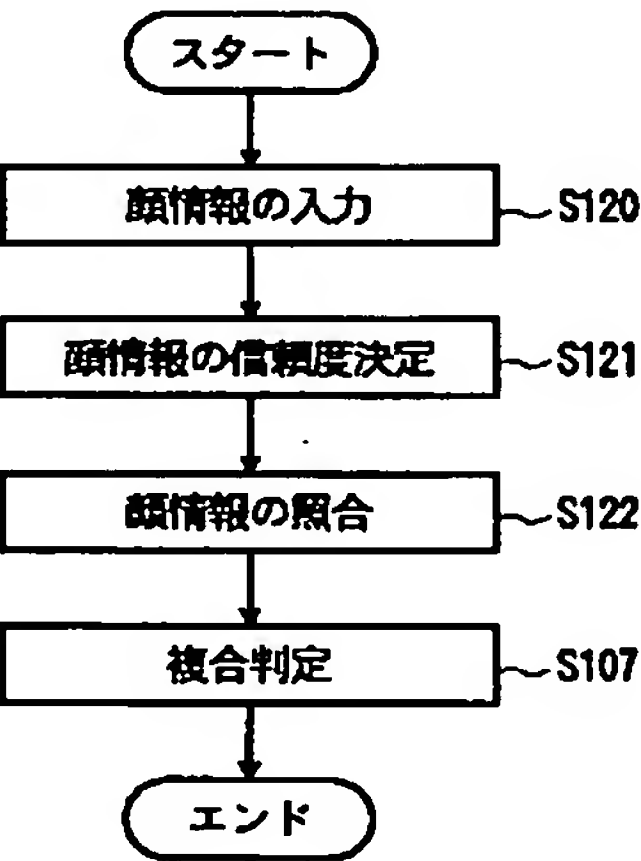 スタート
顔情報の入力 S120
顔情報の信頼度決定 S121
顔情報の照合 S122
複合判定 S107
エンド